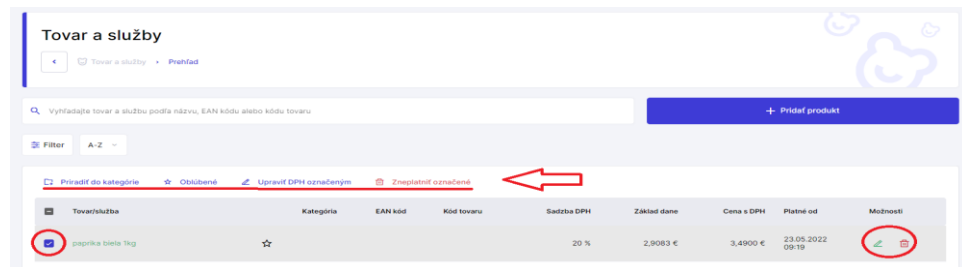 Tovar a služby
Tovar a služby • Prehľad
Vyhľadajte tovar a službu podľa názvu, EAN kódu alebo kódu tovaru
+ Pridať produkt
Filter A-Z
Priradiť do kategórie Obľúbené Upraviť DPH označeným Zneplatniť označené
Tovar/služba Kategória EAN kód Kód tovaru Sadzba DPH Základ dane Cena s DPH Platné od Možnosti
paprika biela 1kg 20 % 2,9083 € 3,4900 € 23.05.2022
09:19